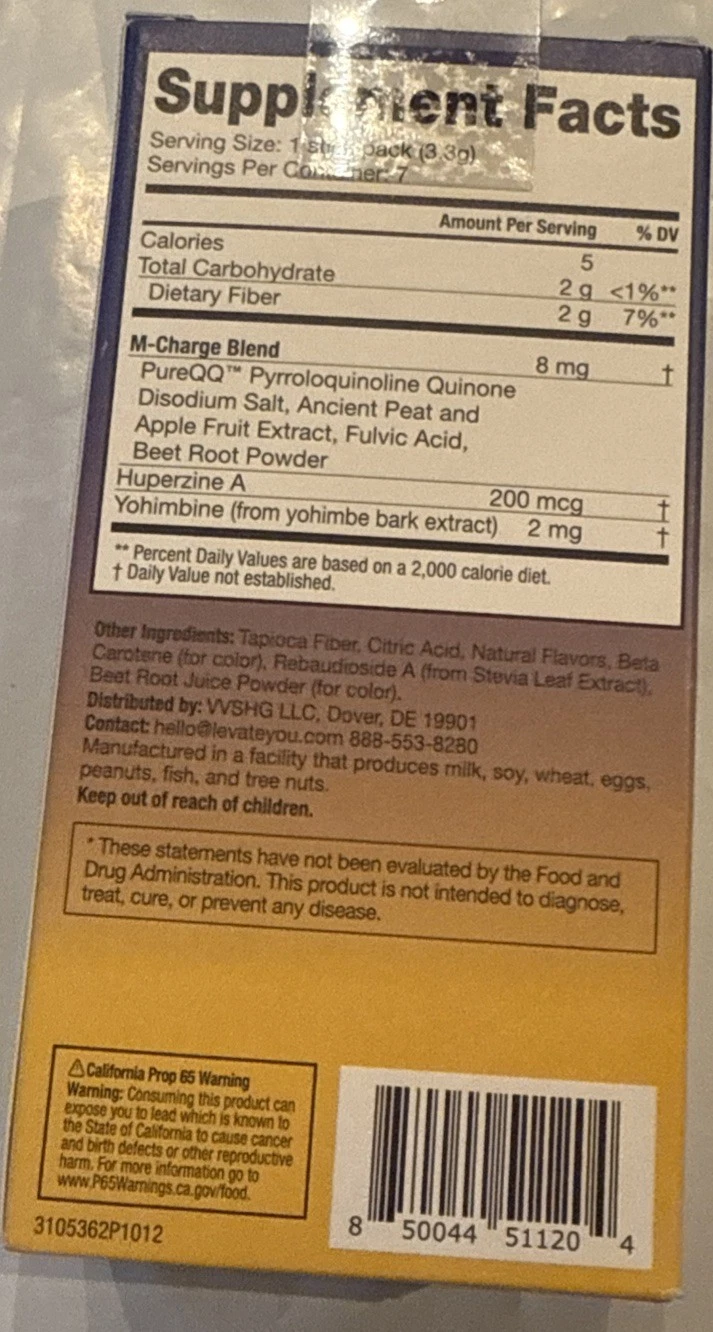 Supplement Facts
Serving Size: 1 stick pack (3.3g)
Servings Per Container: 7
Amount Per Serving % DV
Calories 5
Total Carbohydrate 2 g <1%**
Dietary Fiber 2 g 7%**
M-Charge Blend 8 mg †
PureQQ™ Pyrroloquinoline Quinone
Disodium Salt, Ancient Peat and
Apple Fruit Extract, Fulvic Acid,
Beet Root Powder
Huperzine A 200 mcg †
Yohimbine (from yohimbe bark extract) 2 mg †
** Percent Daily Values are based on a 2,000 calorie diet.
† Daily Value not established.
Other Ingredients: Tapioca Fiber, Citric Acid, Natural Flavors, Beta
Carotene (for color), Rebaudioside A (from Stevia Leaf Extract),
Beet Root Juice Powder (for color).
Distributed by: VVSHG LLC, Dover, DE 19901
Contact: hello@levateyou.com 888-553-8280
Manufactured in a facility that produces milk, soy, wheat, eggs,
peanuts, fish, and tree nuts.
Keep out of reach of children.
* These statements have not been evaluated by the Food and
Drug Administration. This product is not intended to diagnose,
treat, cure, or prevent any disease.
⚠California Prop 65 Warning
Warning: Consuming this product can
expose you to lead which is known to
the State of California to cause cancer
and birth defects or other reproductive
harm. For more information go to
www.P65Warnings.ca.gov/food.
3105362P1012
8 50044 51120 4